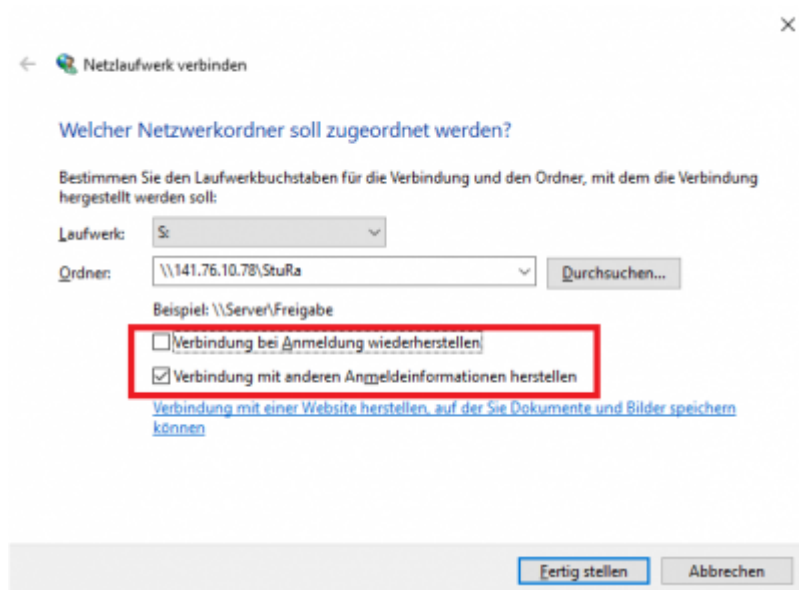 Netzlaufwerk verbinden
Welcher Netzwerkordner soll zugeordnet werden?
Bestimmen Sie den Laufwerkbuchstaben für die Verbindung und den Ordner, mit dem die Verbindung
hergestellt werden soll:
Laufwerk: S:
Ordner: \\141.76.10.78\StuRa Durchsuchen...
Beispiel: \\Server\Freigabe
Verbindung bei Anmeldung wiederherstellen
Verbindung mit anderen Anmeldeinformationen herstellen
Verbindung mit einer Website herstellen, auf der Sie Dokumente und Bilder speichern
können
Fertig stellen Abbrechen